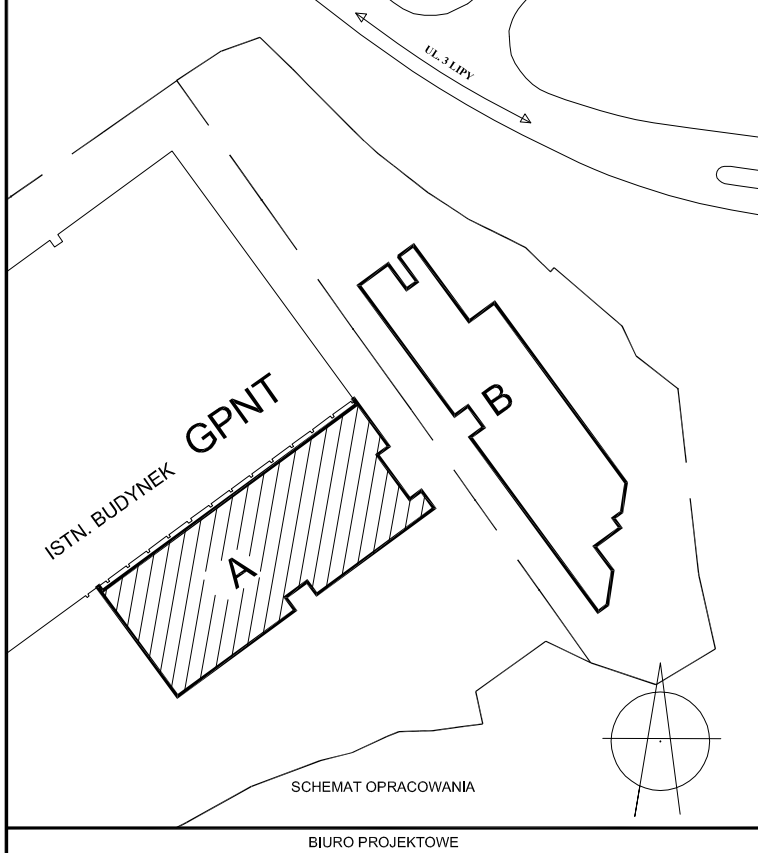 UL. 3 LIPY
B
GPNT
ISTN. BUDYNEK
A
SCHEMAT OPRACOWANIA
BIURO PROJEKTOWE